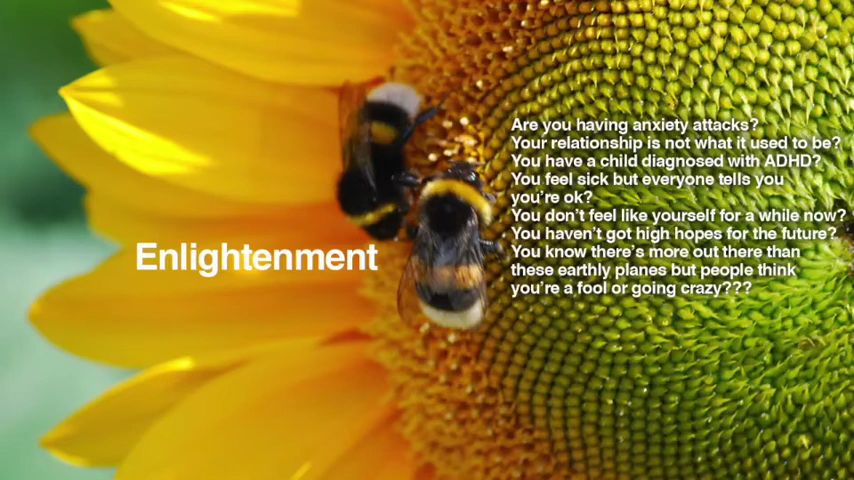 Enlightenment
Are you having anxiety attacks?
Your relationship is not what it used to be?
You have a child diagnosed with ADHD?
You feel sick but everyone tells you
you're ok?
You don't feel like yourself for a while now?
You haven't got high hopes for the future?
You know there's more out there than
these earthly planes but people think
you're a fool or going crazy???